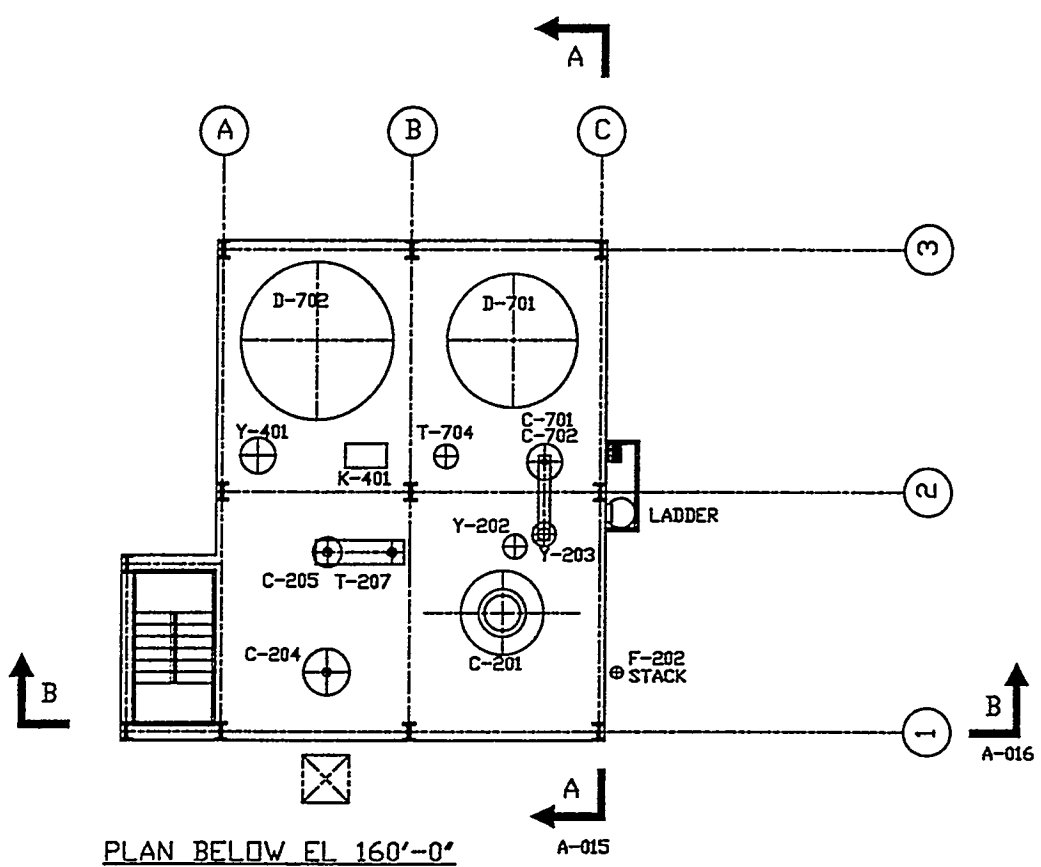 A
A B C
3
D-702 D-701
C-701
Y-401 T-704 C-702
K-401
2
LADDER
Y-202
Y-203
C-205 T-207
C-204 C-201 F-202
STACK
B B
1
A-016
A
PLAN BELOW EL 160'-0" A-015